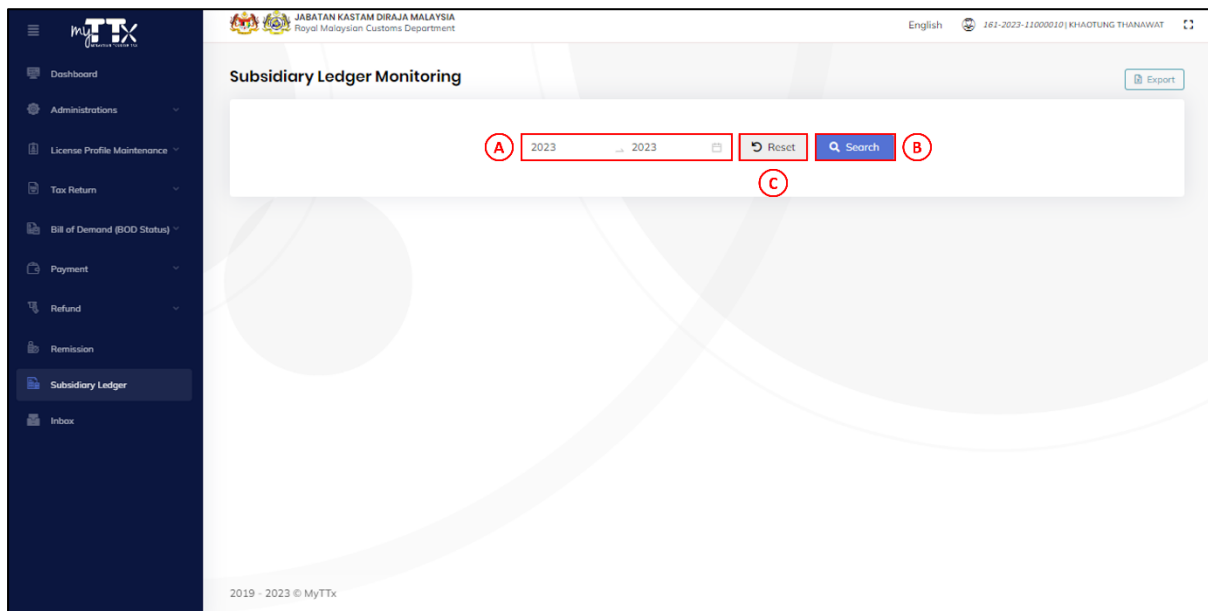 myTTX
JABATAN KASTAM DIRAJA MALAYSIA
Royal Malaysian Customs Department
English
161-2023-11000010 | KHAOTUNG THANAWAT
Dashboard
Administrations
License Profile Maintenance
Tax Return
Bill of Demand (BOD Status)
Payment
Refund
Remission
Subsidiary Ledger
Inbox
Subsidiary Ledger Monitoring
Export
A
2023
2023
Reset
Search
B
C
2019 - 2023 © MyTTx